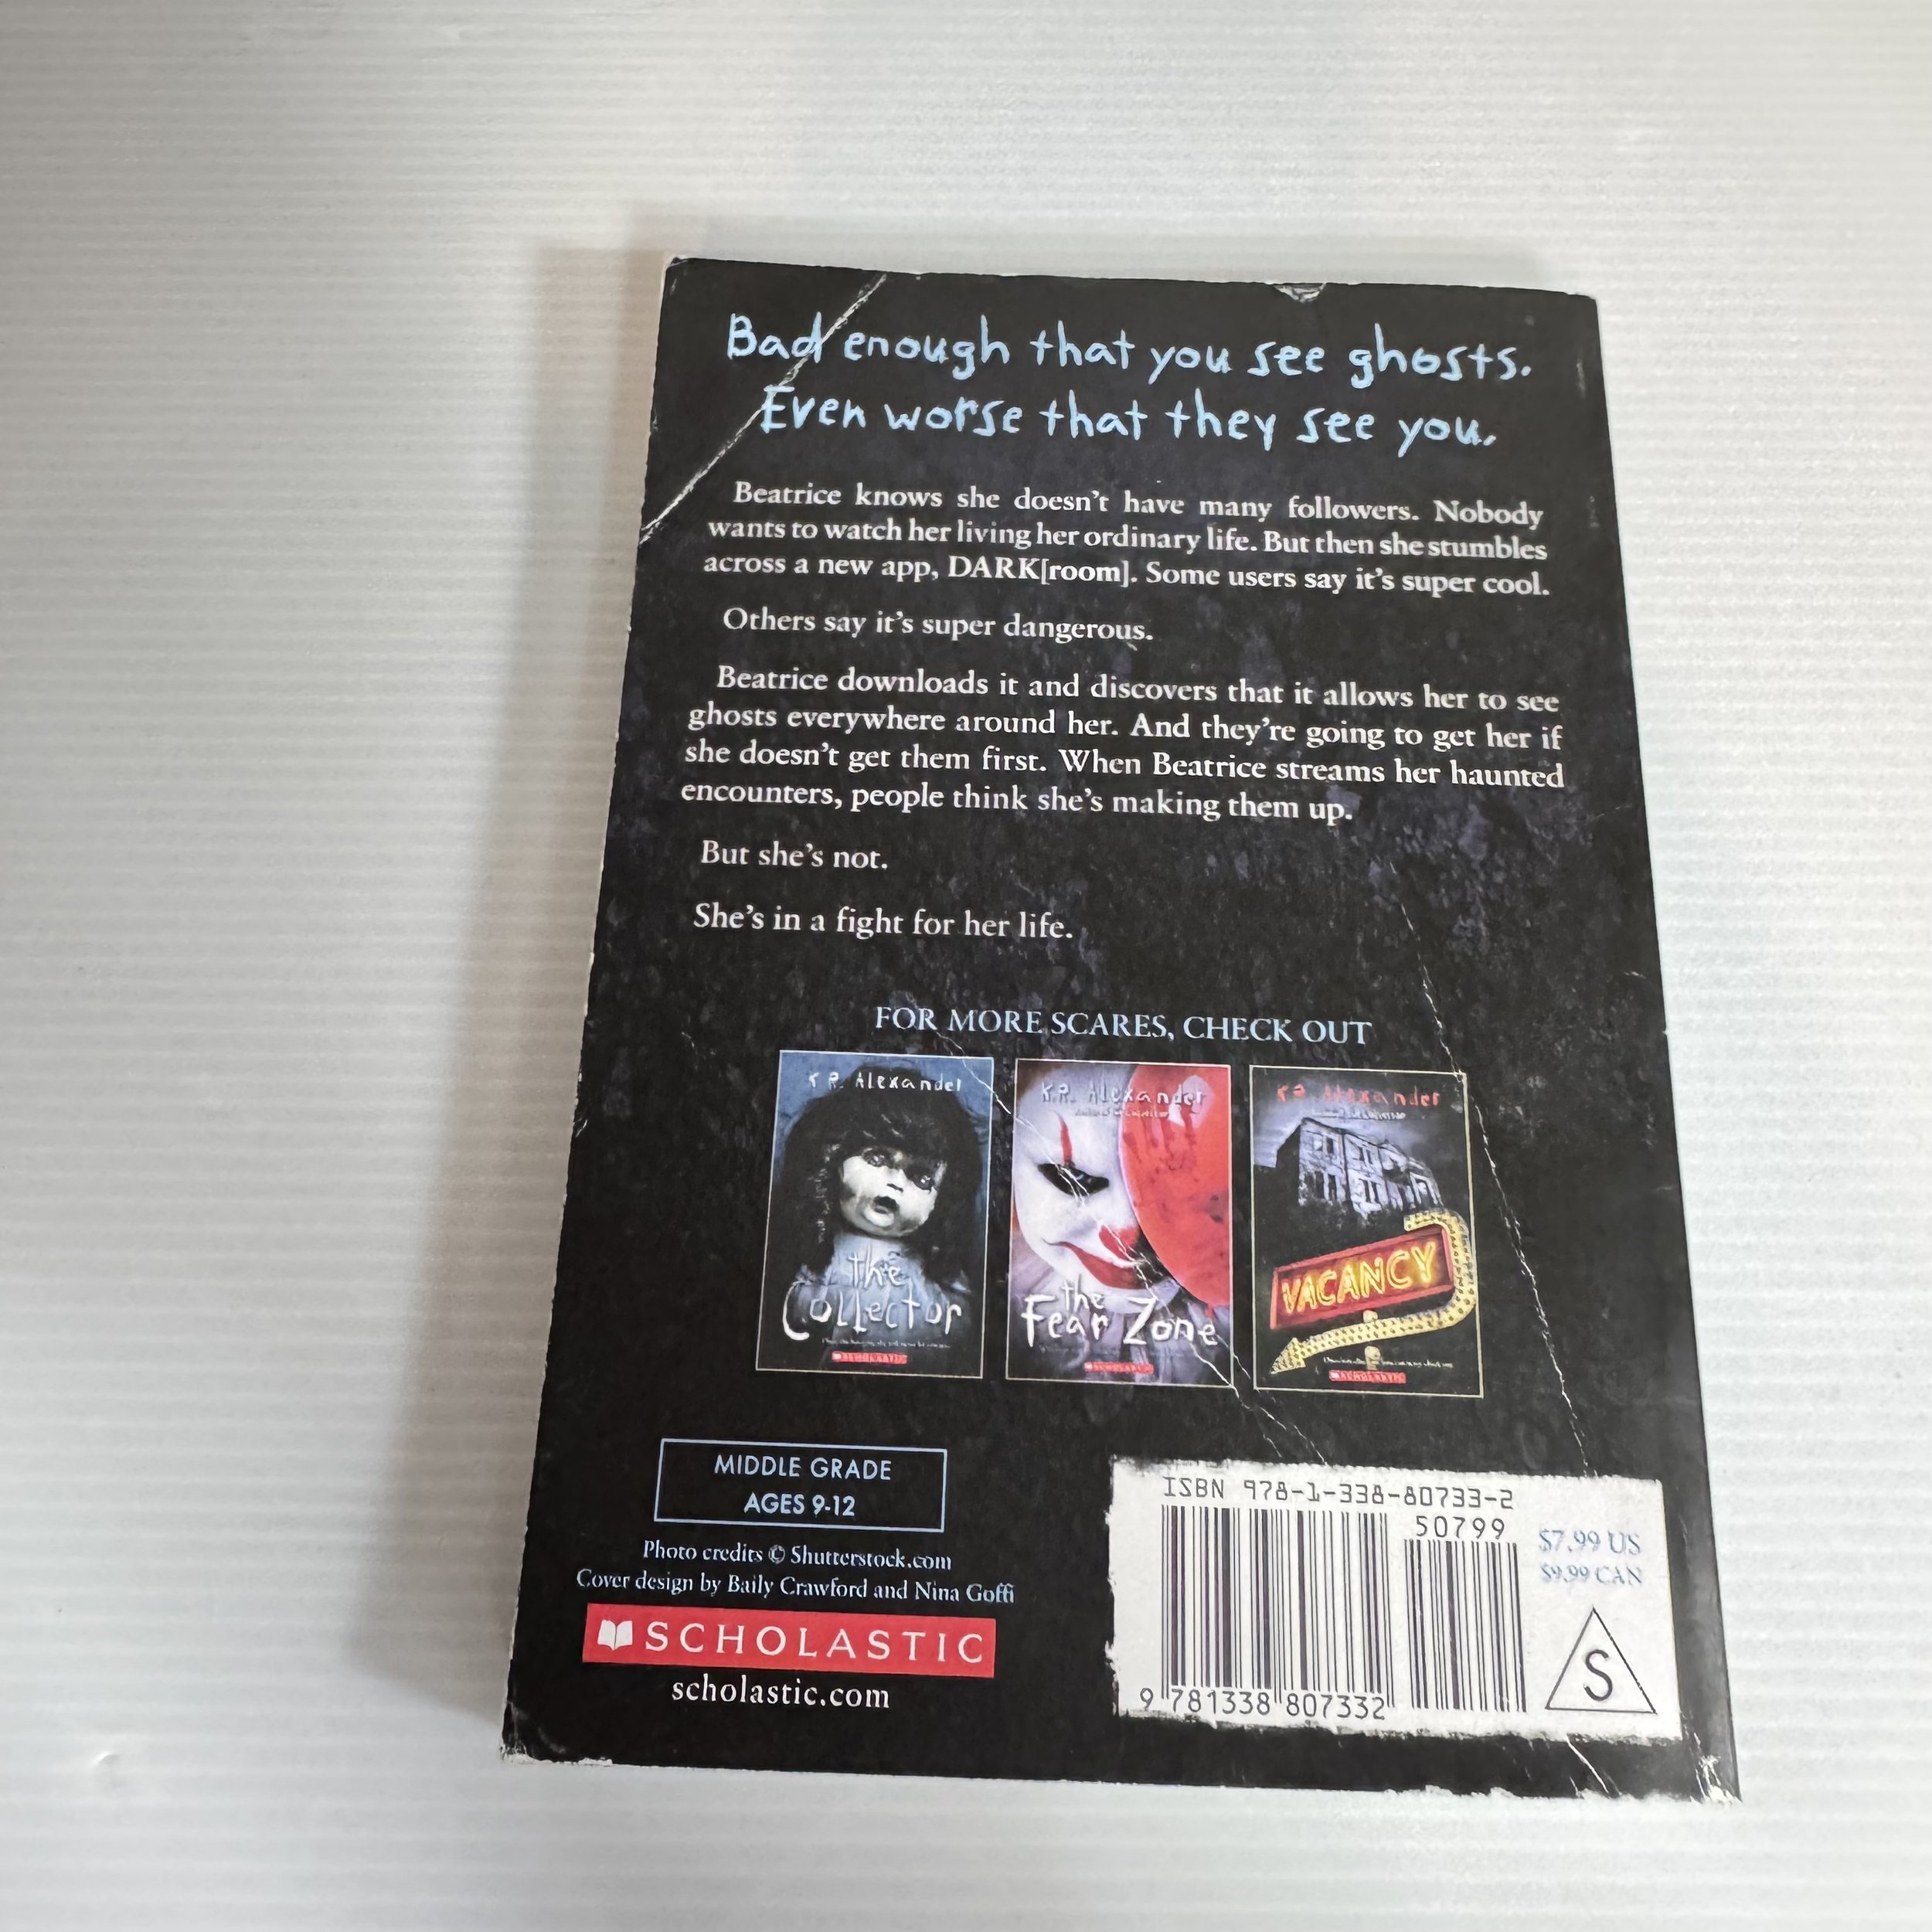 Bad enough that you see ghosts.
Even worse that they see you.
Beatrice knows she doesn't have many followers. Nobody
wants to watch her living her ordinary life. But then she stumbles
across a new app, DARK[room]. Some users say it's super cool.
Others say it's super dangerous.
Beatrice downloads it and discovers that it allows her to see
ghosts everywhere around her. And they're going to get her if
she doesn't get them first. When Beatrice streams her haunted
encounters, people think she's making them up.
But she's not.
She's in a fight for her life.
FOR MORE SCARES, CHECK OUT
K.R. Alexander
the
Collector
SCHOLASTIC
K.R. Alexander
the
Fear Zone
SCHOLASTIC
K.R. Alexander
VACANCY
SCHOLASTIC
MIDDLE GRADE
AGES 9-12
Photo credits © Shutterstock.com
Cover design by Baily Crawford and Nina Goffi
SCHOLASTIC
scholastic.com
ISBN 978-1-338-80733-2
50799
$7.99 US
$9.99 CAN
9 781338 807332
S